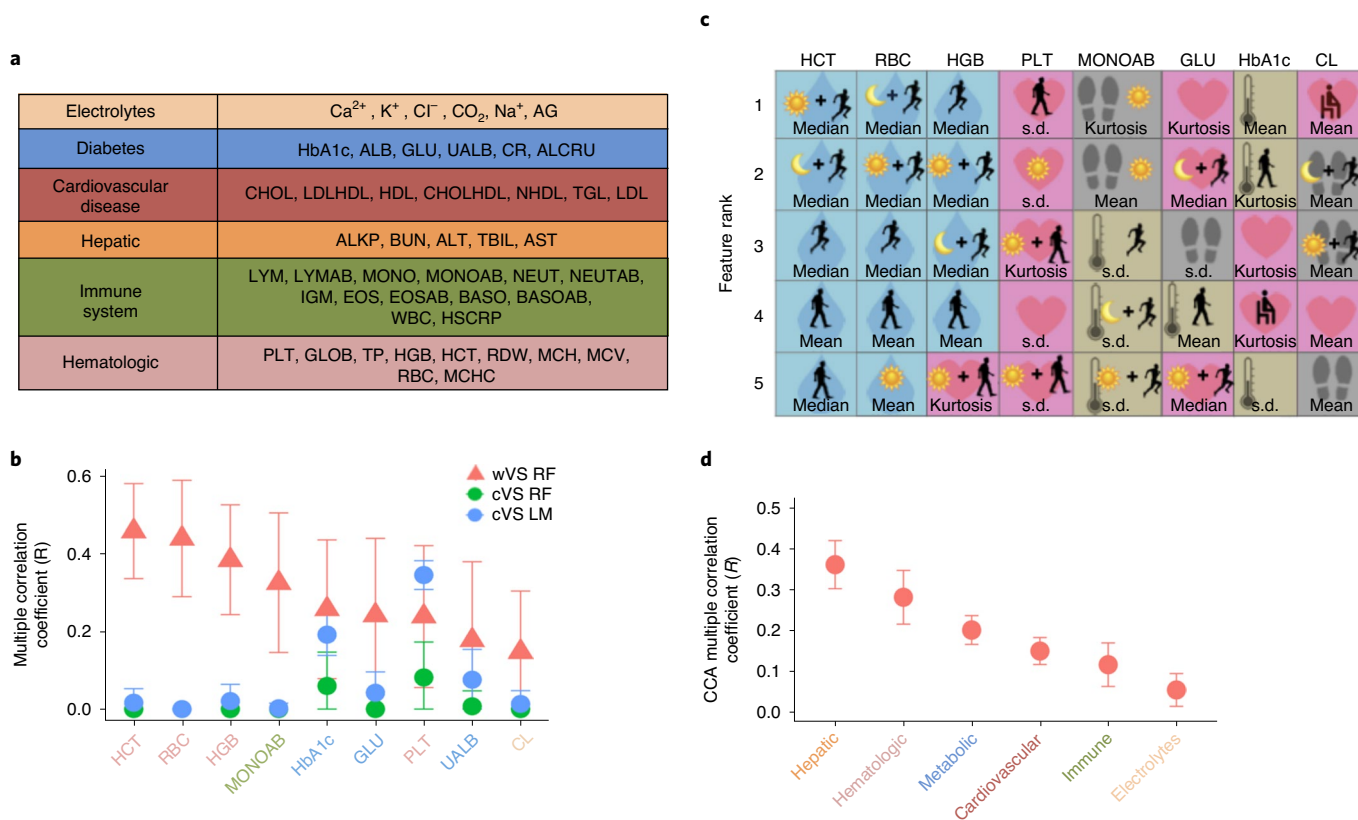 a
Electrolytes Ca²⁺, K⁺, Cl⁻, CO₂, Na⁺, AG
Diabetes HbA1c, ALB, GLU, UALB, CR, ALCRU
Cardiovascular
disease
CHOL, LDLHDL, HDL, CHOLHDL, NHDL, TGL, LDL
Hepatic ALKP, BUN, ALT, TBIL, AST
Immune
system
LYM, LYMAB, MONO, MONOAB, NEUT, NEUTAB,
IGM, EOS, EOSAB, BASO, BASOAB,
WBC, HSCRP
Hematologic
PLT, GLOB, TP, HGB, HCT, RDW, MCH, MCV,
RBC, MCHC
b
Multiple correlation
coefficient (R)
0.6
0.4
0.2
0.0
wVS RF
cVS RF
cVS LM
HCT
RBC
HGB
MONOAB
HbA1c
GLU
PLT
UALB
CL
c
HCT RBC HGB PLT MONOAB GLU HbA1c CL
Feature rank
1
+ + 
Median Median Median s.d. Kurtosis Kurtosis Mean Mean
2
+ + + + +
Median Median Median s.d. Mean Median Kurtosis Mean
3
+ + +
Median Median Median Kurtosis s.d. s.d. Kurtosis Mean
4
+
Mean Mean Mean s.d. s.d. Mean Kurtosis Mean
5
+ + + +
Median Mean Kurtosis s.d. s.d. Median s.d. Mean
d
CCA multiple correlation
coefficient (R)
0.5
0.4
0.3
0.2
0.1
0.0
Hepatic
Hematologic
Metabolic
Cardiovascular
Immune
Electrolytes